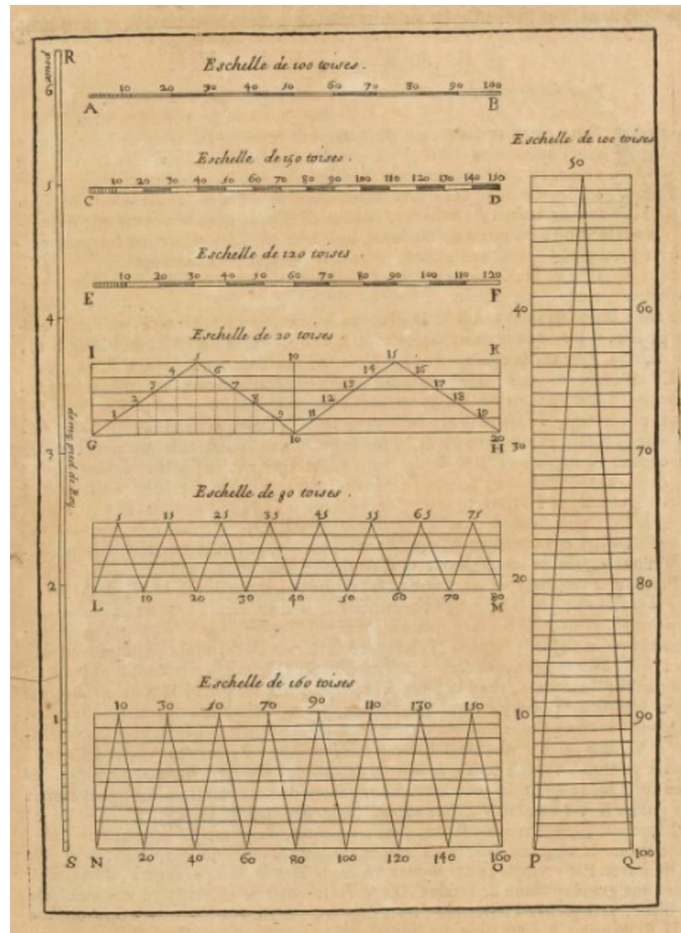 R
pouces
6
5
4
3
2
1
S
demy pied de Roy.
Eschelle de 100 toises.
10 20 30 40 50 60 70 80 90 100
A B
Eschelle de 150 toises.
10 20 30 40 50 60 70 80 90 100 110 120 130 140 150
C D
Eschelle de 120 toises.
10 20 30 40 50 60 70 80 90 100 110 120
E F
Eschelle de 20 toises.
I 5 10 15 K
4 6 14 16
3 7 13 17
2 8 12 18
1 9 11 19
G 10 H 20
Eschelle de 80 toises.
5 15 25 35 45 55 65 75
L 10 20 30 40 50 60 70 80 M
Eschelle de 160 toises
10 30 50 70 90 110 130 150
N 20 40 60 80 100 120 140 160 O
Eschelle de 100 toises
50
40 60
30 70
20 80
10 90
P Q 100